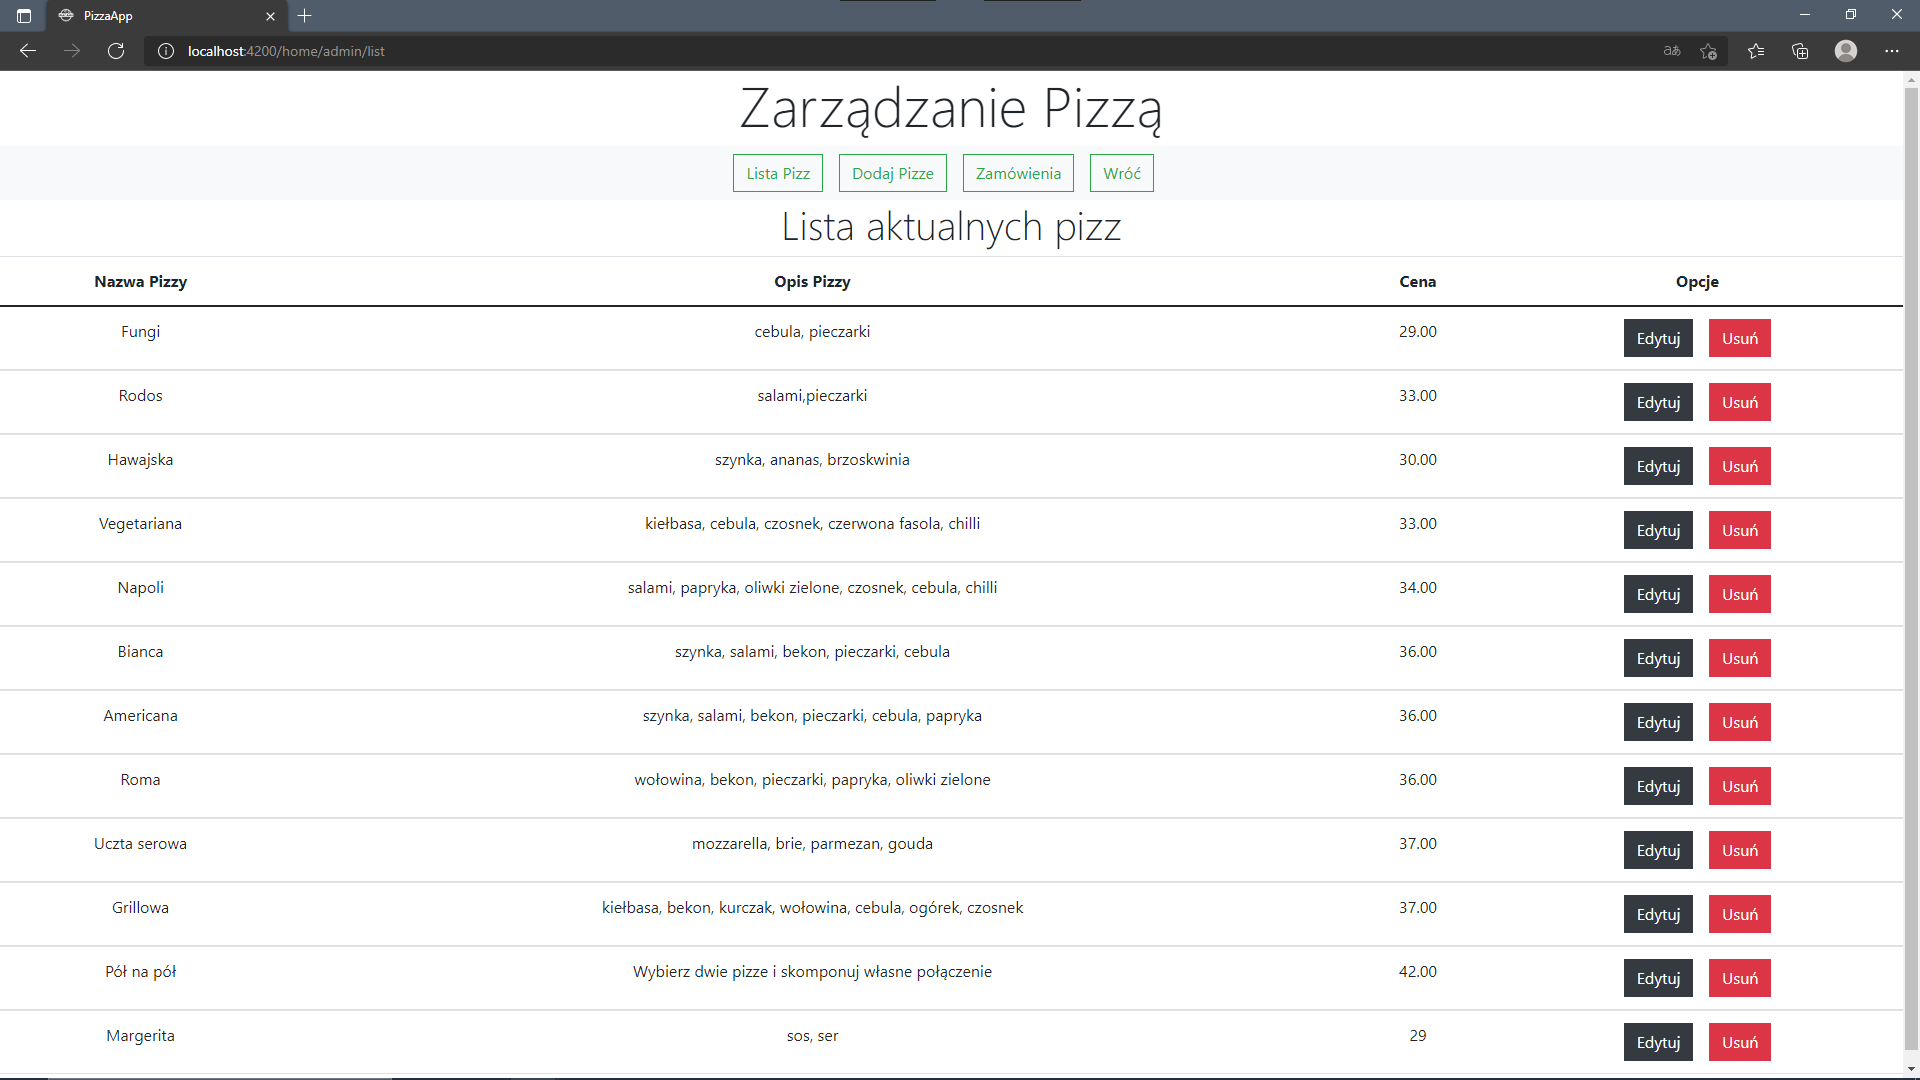 PizzaApp
localhost:4200/home/admin/list
Zarządzanie Pizzą
Lista Pizz Dodaj Pizze Zamówienia Wróć
Lista aktualnych pizz
Nazwa Pizzy Opis Pizzy Cena Opcje
Fungi cebula, pieczarki 29.00 Edytuj Usuń
Rodos salami,pieczarki 33.00 Edytuj Usuń
Hawajska szynka, ananas, brzoskwinia 30.00 Edytuj Usuń
Vegetariana kiełbasa, cebula, czosnek, czerwona fasola, chilli 33.00 Edytuj Usuń
Napoli salami, papryka, oliwki zielone, czosnek, cebula, chilli 34.00 Edytuj Usuń
Bianca szynka, salami, bekon, pieczarki, cebula 36.00 Edytuj Usuń
Americana szynka, salami, bekon, pieczarki, cebula, papryka 36.00 Edytuj Usuń
Roma wołowina, bekon, pieczarki, papryka, oliwki zielone 36.00 Edytuj Usuń
Uczta serowa mozzarella, brie, parmezan, gouda 37.00 Edytuj Usuń
Grillowa kiełbasa, bekon, kurczak, wołowina, cebula, ogórek, czosnek 37.00 Edytuj Usuń
Pół na pół Wybierz dwie pizze i skomponuj własne połączenie 42.00 Edytuj Usuń
Margerita sos, ser 29 Edytuj Usuń